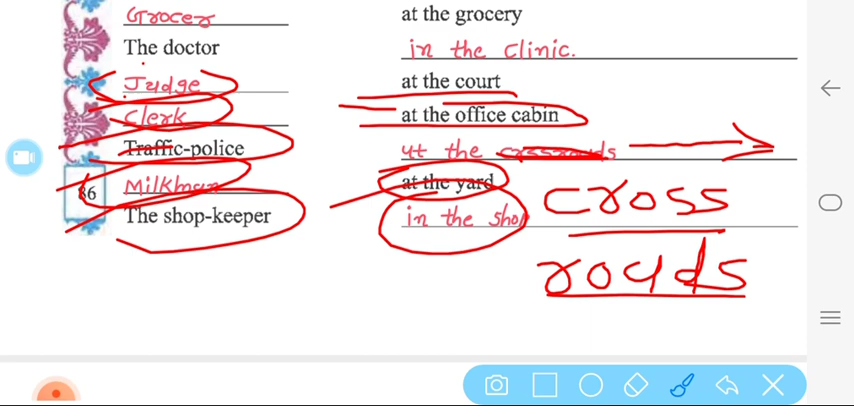 Grocer at the grocery
The doctor in the clinic.
Judge at the court
Clerk at the office cabin
Traffic-police at the crossroads
86 Milkman at the yard
The shop-keeper in the shop
cross
roads